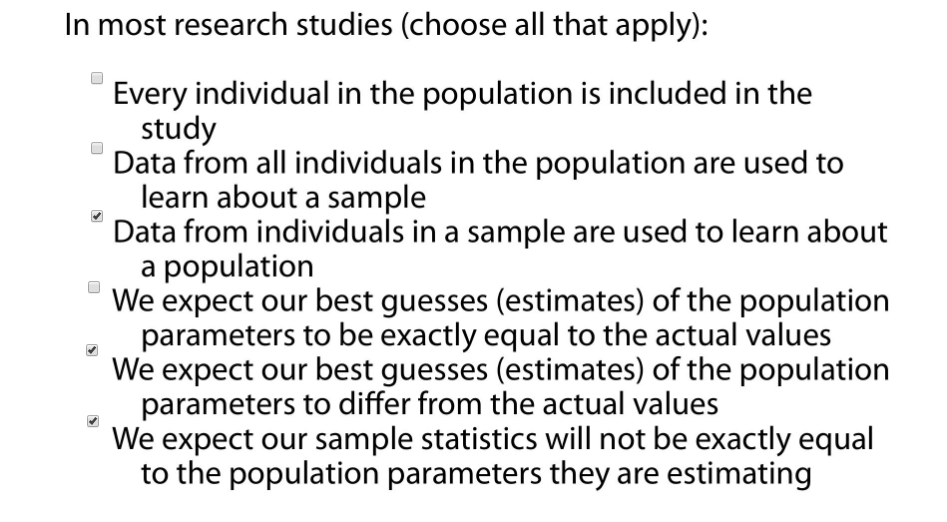 In most research studies (choose all that apply):
Every individual in the population is included in the
study
Data from all individuals in the population are used to
learn about a sample
Data from individuals in a sample are used to learn about
a population
We expect our best guesses (estimates) of the population
parameters to be exactly equal to the actual values
We expect our best guesses (estimates) of the population
parameters to differ from the actual values
We expect our sample statistics will not be exactly equal
to the population parameters they are estimating